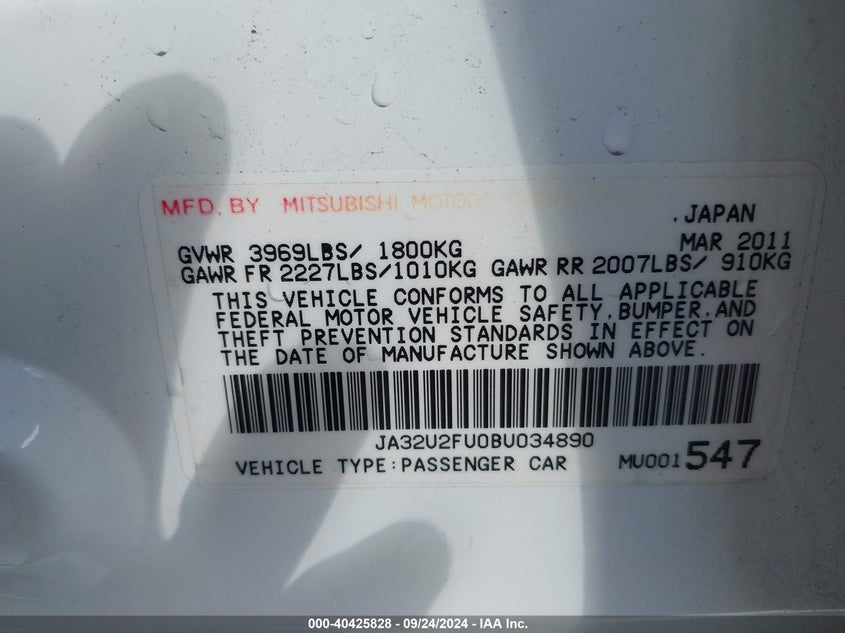 MFD. BY MITSUBISHI MOTORS
.JAPAN
MAR 2011
GVWR 3969LBS/ 1800KG
GAWR FR 2227LBS/1010KG GAWR RR 2007LBS/ 910KG
THIS VEHICLE CONFORMS TO ALL APPLICABLE
FEDERAL MOTOR VEHICLE SAFETY,BUMPER,AND
THEFT PREVENTION STANDARDS IN EFFECT ON
THE DATE OF MANUFACTURE SHOWN ABOVE.
JA32U2FU0BU034890
VEHICLE TYPE:PASSENGER CAR MU001547
000-40425828 - 09/24/2024 - IAA Inc.